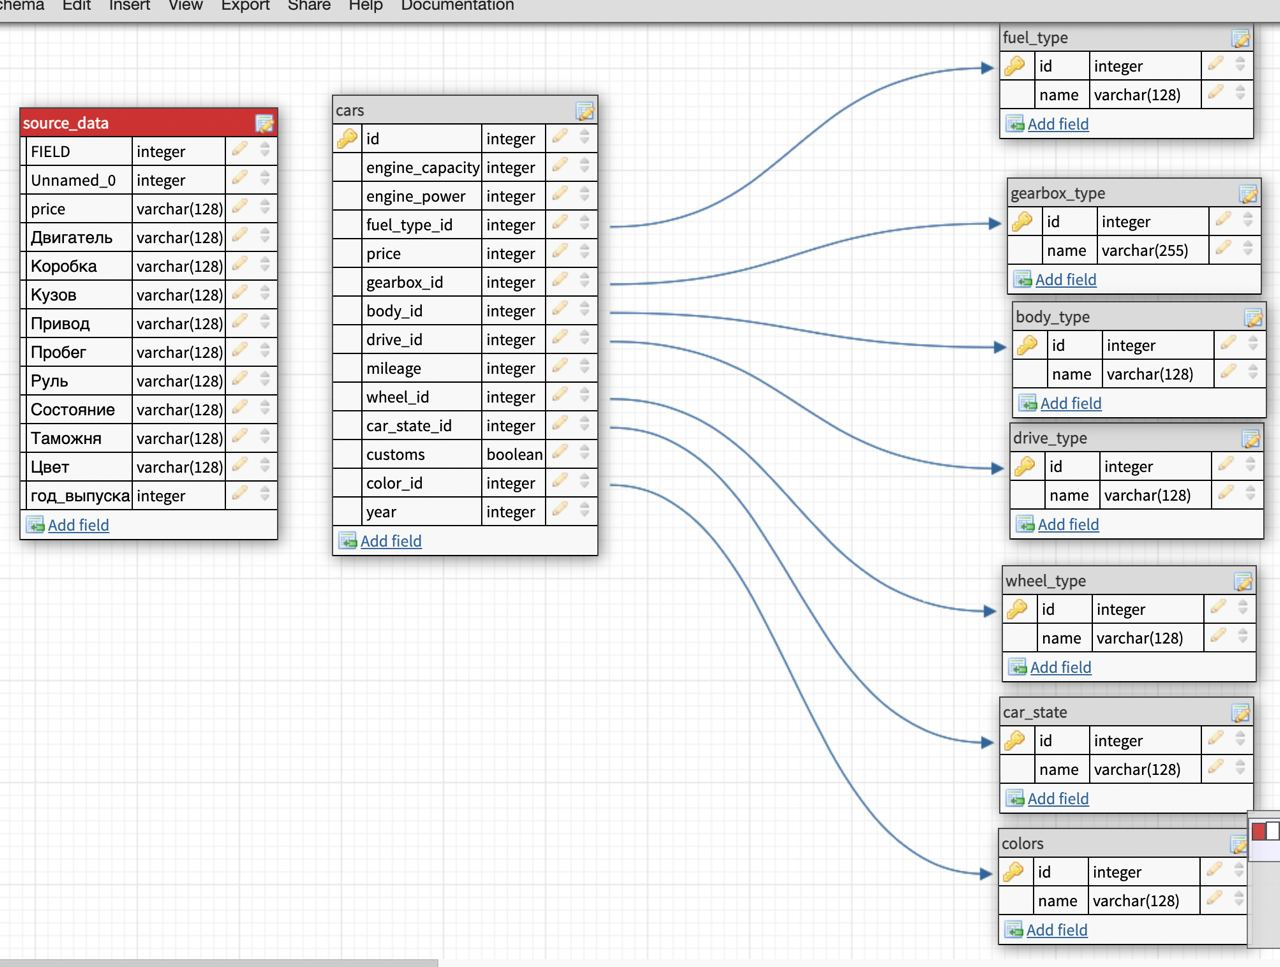 chema Edit Insert View Export Share Help Documentation
source_data
FIELD integer
Unnamed_0 integer
price varchar(128)
Двигатель varchar(128)
Коробка varchar(128)
Кузов varchar(128)
Привод varchar(128)
Пробег varchar(128)
Руль varchar(128)
Состояние varchar(128)
Таможня varchar(128)
Цвет varchar(128)
год_выпуска integer
Add field
cars
id integer
engine_capacity integer
engine_power integer
fuel_type_id integer
price integer
gearbox_id integer
body_id integer
drive_id integer
mileage integer
wheel_id integer
car_state_id integer
customs boolean
color_id integer
year integer
Add field
fuel_type
id integer
name varchar(128)
Add field
gearbox_type
id integer
name varchar(255)
Add field
body_type
id integer
name varchar(128)
Add field
drive_type
id integer
name varchar(128)
Add field
wheel_type
id integer
name varchar(128)
Add field
car_state
id integer
name varchar(128)
Add field
colors
id integer
name varchar(128)
Add field